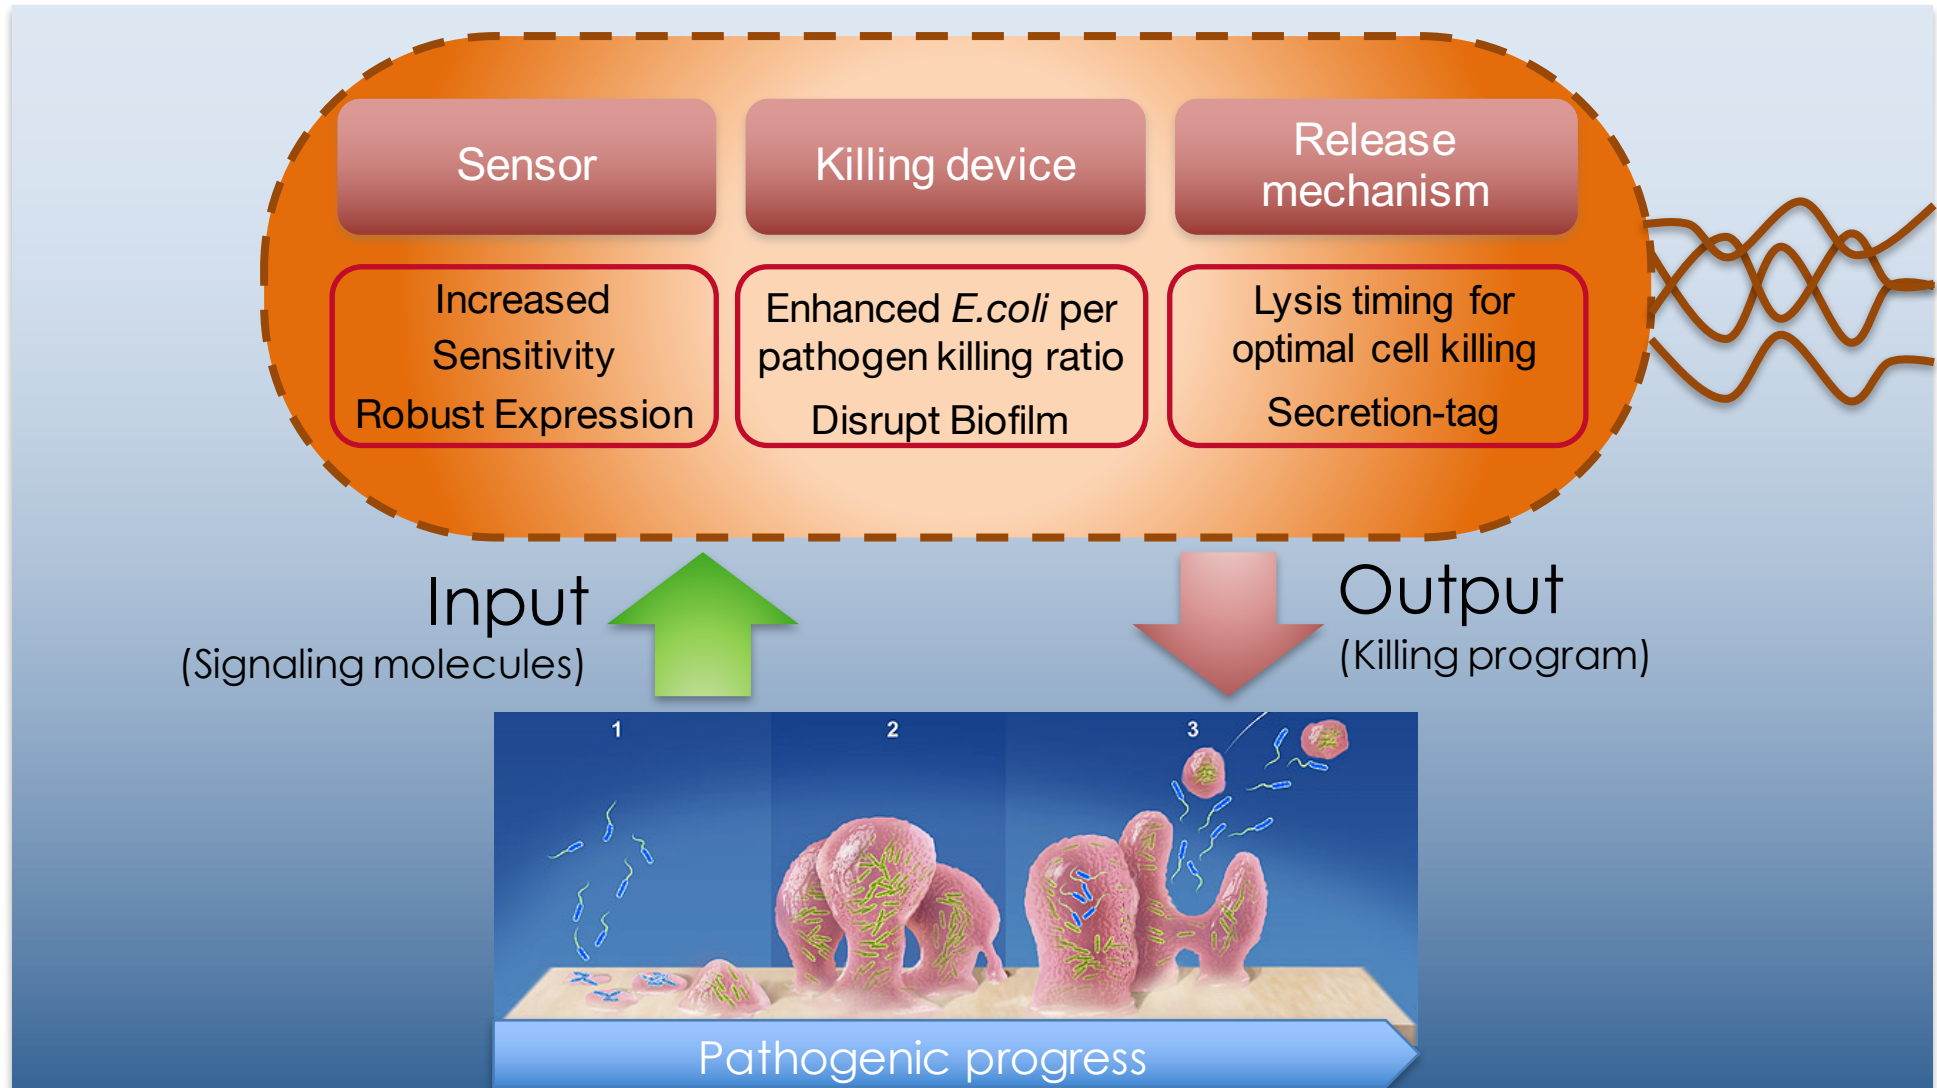 Sensor
Killing device
Release
mechanism
Increased
Sensitivity
Robust Expression
Enhanced E.coli per
pathogen killing ratio
Disrupt Biofilm
Lysis timing for
optimal cell killing
Secretion-tag
Input
(Signaling molecules)
Output
(Killing program)
1
2
3
Pathogenic progress